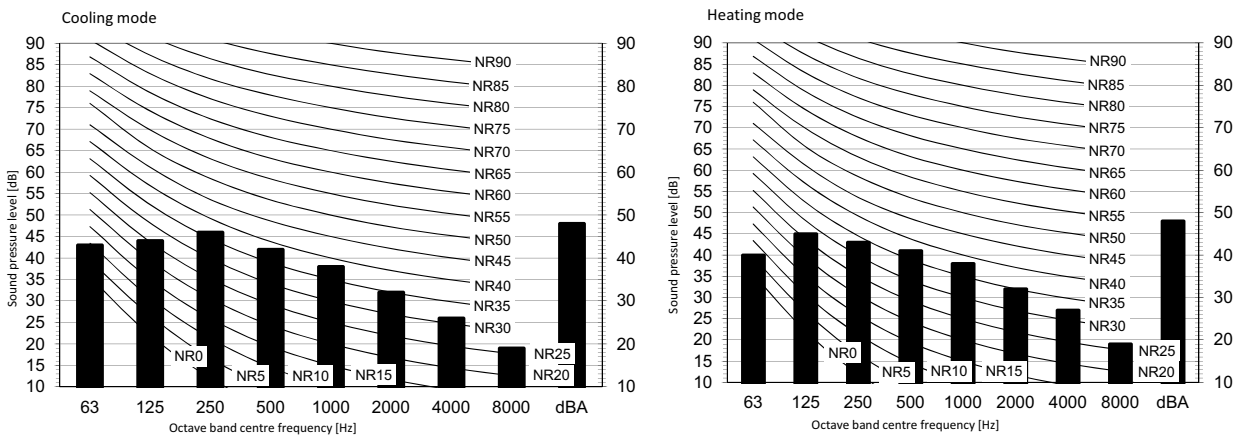 Cooling mode
90
85
80
75
70
65
60
55
50
45
40
35
30
25
20
15
10
Sound pressure level [dB]
NR90
NR85
NR80
NR75
NR70
NR65
NR60
NR55
NR50
NR45
NR40
NR35
NR30
NR25
NR20
NR0
NR5
NR10
NR15
90
80
70
60
50
40
30
20
10
63 125 250 500 1000 2000 4000 8000 dBA
Octave band centre frequency [Hz]
Heating mode
90
85
80
75
70
65
60
55
50
45
40
35
30
25
20
15
10
Sound pressure level [dB]
NR90
NR85
NR80
NR75
NR70
NR65
NR60
NR55
NR50
NR45
NR40
NR35
NR30
NR25
NR20
NR0
NR5
NR10
NR15
90
80
70
60
50
40
30
20
10
63 125 250 500 1000 2000 4000 8000 dBA
Octave band centre frequency [Hz]